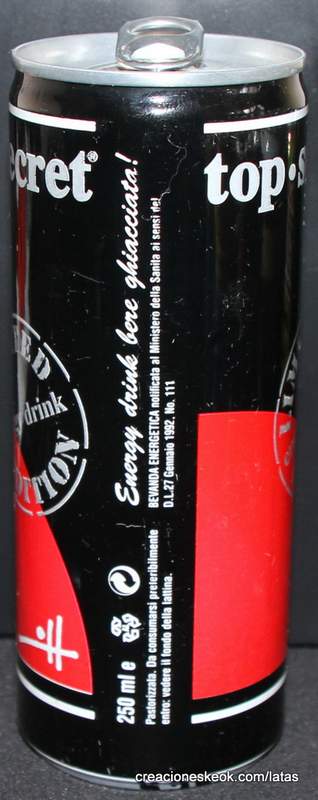 ecret®
top·s
Energy drink bere ghiacciata!
BEVANDA ENERGETICA notificata al Ministero della Sanita ai sensi del
D.L.27 Gennaio 1992, No. 111
drink
250 ml e
Pastorizzata. Da consumarsi preferibilmente
entro: vedere il fondo della lattina.
creacioneskeok.com/latas